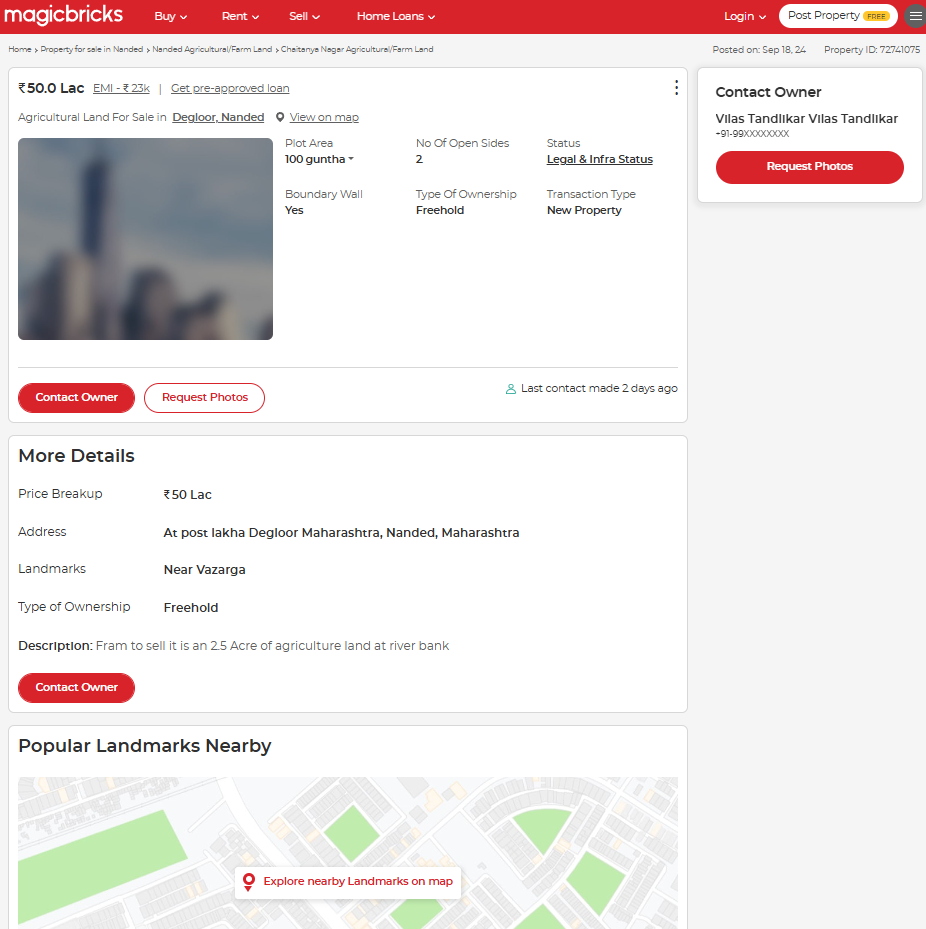 magicbricks
Buy Rent Sell Home Loans Login Post Property FREE
Home > Property for sale in Nanded > Nanded Agricultural/Farm Land > Chaitanya Nagar Agricultural/Farm Land Posted on: Sep 18, 24 Property ID: 72741075
₹50.0 Lac EMI - ₹ 23k | Get pre-approved loan
Agricultural Land For Sale in Degloor, Nanded View on map
Plot Area No Of Open Sides Status
100 guntha 2 Legal & Infra Status
Boundary Wall Type Of Ownership Transaction Type
Yes Freehold New Property
Contact Owner Request Photos Last contact made 2 days ago
Contact Owner
Vilas Tandlikar Vilas Tandlikar
+91-99XXXXXXXX
Request Photos
More Details
Price Breakup ₹50 Lac
Address At post lakha Degloor Maharashtra, Nanded, Maharashtra
Landmarks Near Vazarga
Type of Ownership Freehold
Description: Fram to sell it is an 2.5 Acre of agriculture land at river bank
Contact Owner
Popular Landmarks Nearby
Explore nearby Landmarks on map